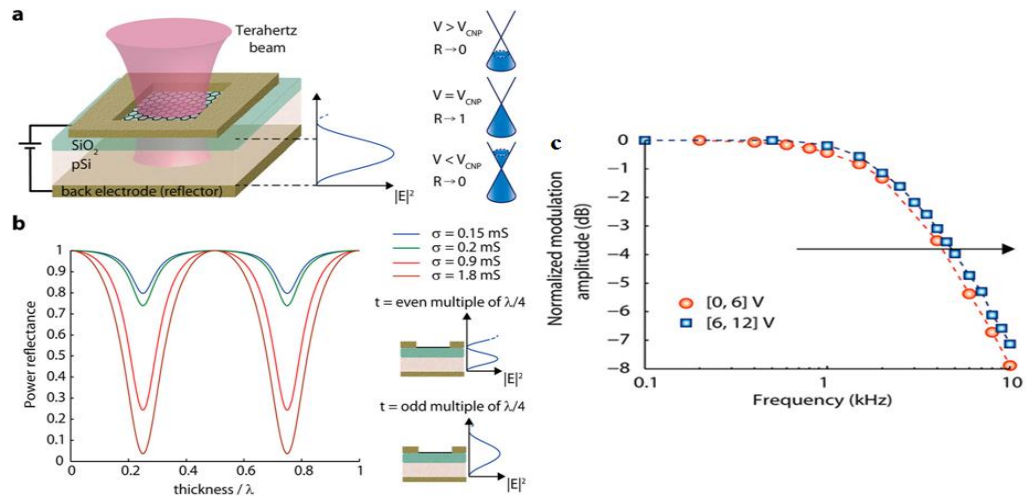 a
Terahertz
beam
SiO2
pSi
back electrode (reflector)
|E|²
V > VCNP
R→0
V = VCNP
R→1
V < VCNP
R→0
b
Power reflectance
1
0.9
0.8
0.7
0.6
0.5
0.4
0.3
0.2
0.1
0
0
0.2
0.4
0.6
0.8
1
thickness / λ
σ = 0.15 mS
σ = 0.2 mS
σ = 0.9 mS
σ = 1.8 mS
t = even multiple of λ/4
|E|²
t = odd multiple of λ/4
|E|²
c
Normalized modulation
amplitude (dB)
0
−1
−2
−3
−4
−5
−6
−7
−8
[0, 6] V
[6, 12] V
0.1
1
10
Frequency (kHz)